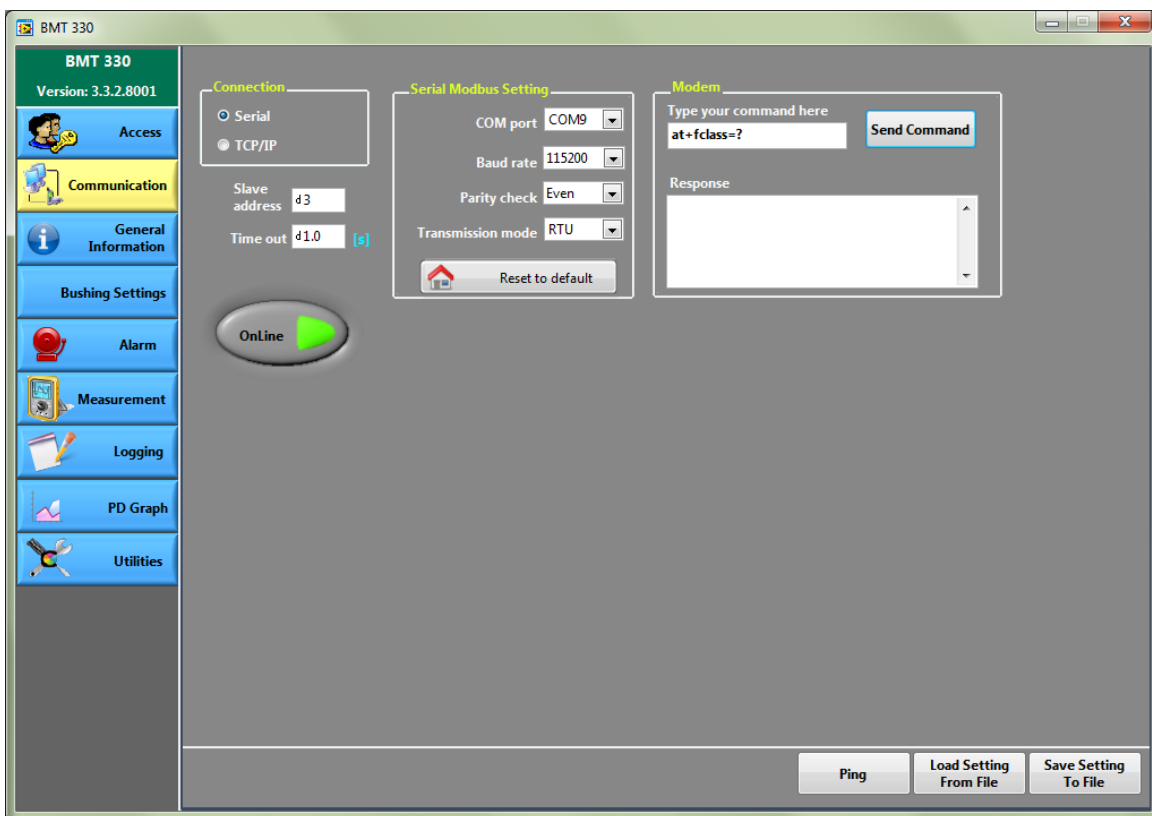 BMT 330
BMT 330
Version: 3.3.2.8001
Access
Communication
General
Information
Bushing Settings
Alarm
Measurement
Logging
PD Graph
Utilities
Connection
Serial
TCP/IP
Slave
address
d3
Time out
d1.0
[s]
OnLine
Serial Modbus Setting
COM port
COM9
Baud rate
115200
Parity check
Even
Transmission mode
RTU
Reset to default
Modem
Type your command here
at+fclass=?
Send Command
Response
Ping
Load Setting
From File
Save Setting
To File